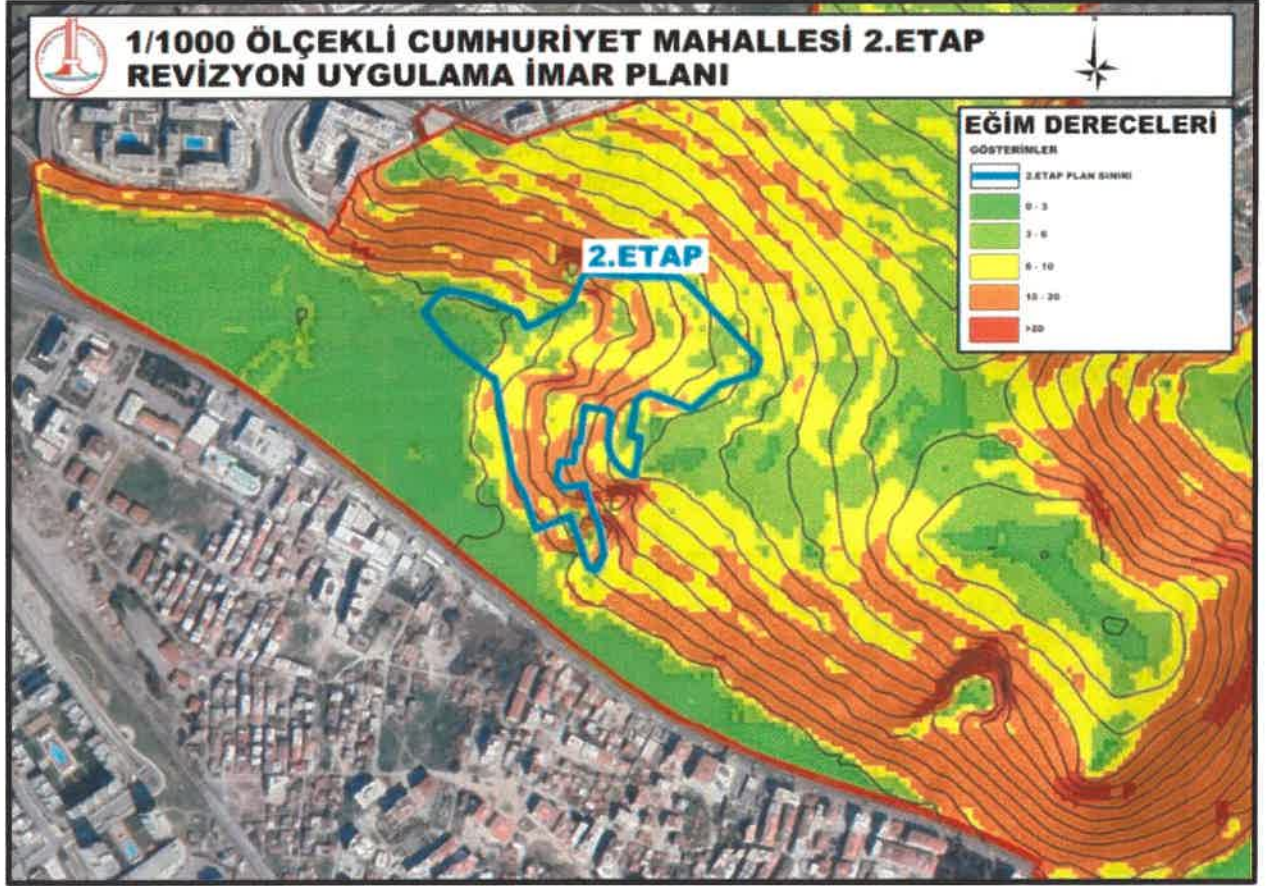 1/1000 ÖLÇEKLİ CUMHURİYET MAHALLESİ 2.ETAP
REVİZYON UYGULAMA İMAR PLANI
EĞİM DERECELERİ
GÖSTERİMLER
2.ETAP PLAN SINIRI
0 - 3
3 - 6
6 - 10
10 - 20
>20
2.ETAP